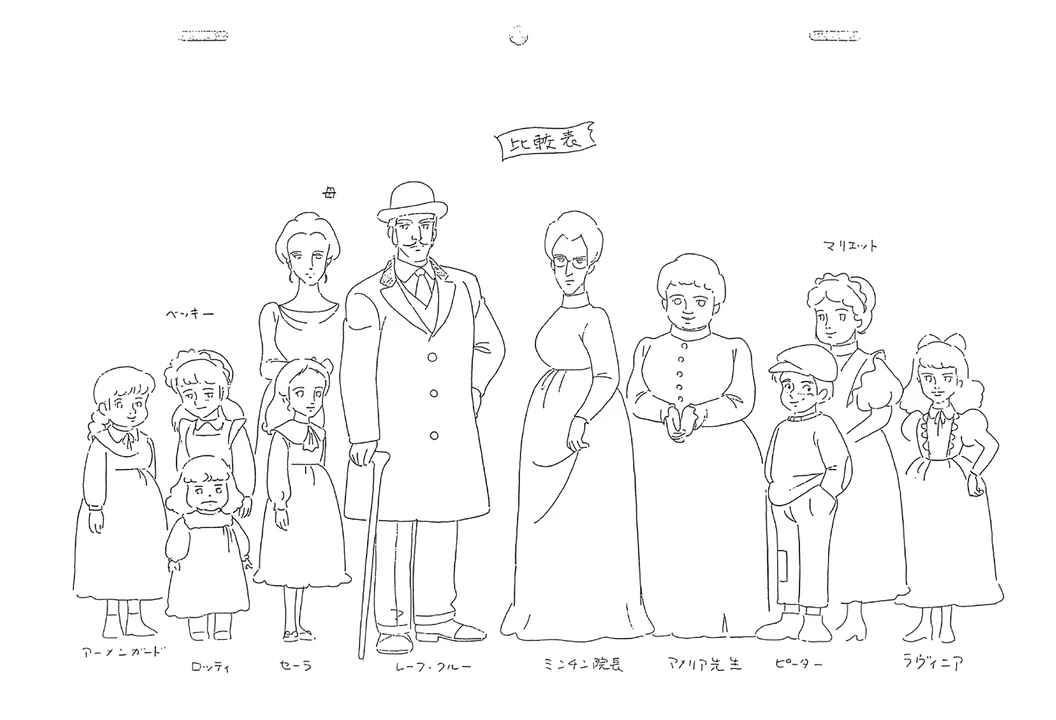 比較表
母
マリエット
ベッキー
アーメンガード
ロッティ
セーラ
レーフ・クルー
ミンチン院長
アメリア先生
ピーター
ラヴィニア